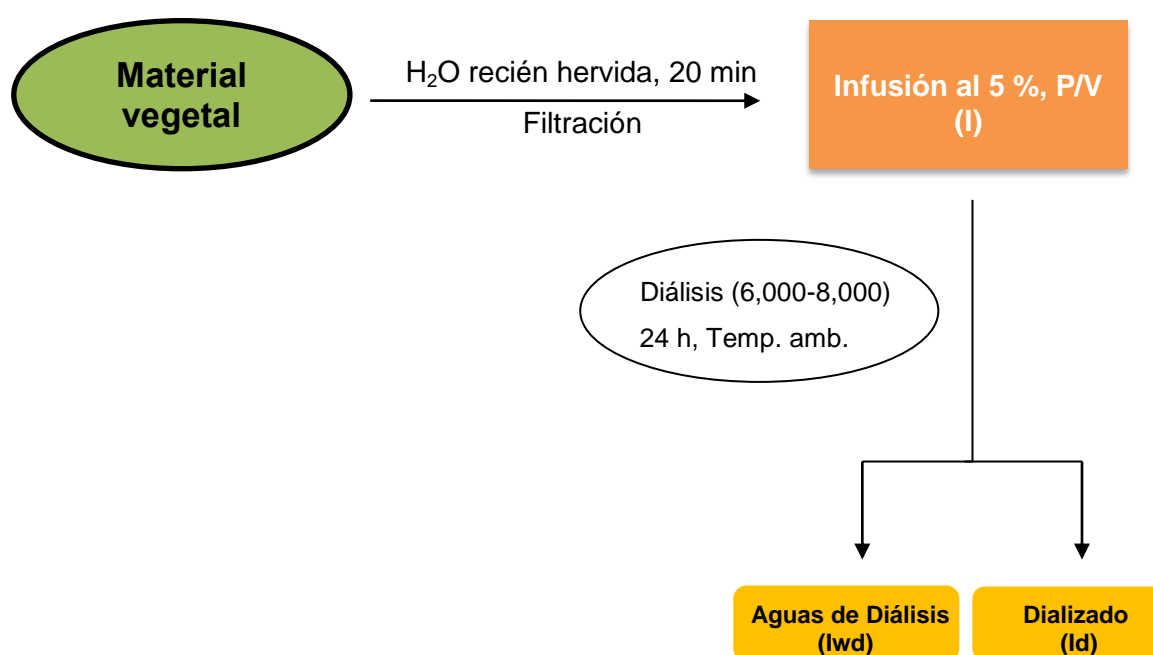 Material
vegetal
H₂O recién hervida, 20 min
Filtración
Infusión al 5 %, P/V
(I)
Diálisis (6,000-8,000)
24 h, Temp. amb.
Aguas de Diálisis
(Iwd)
Dializado
(Id)